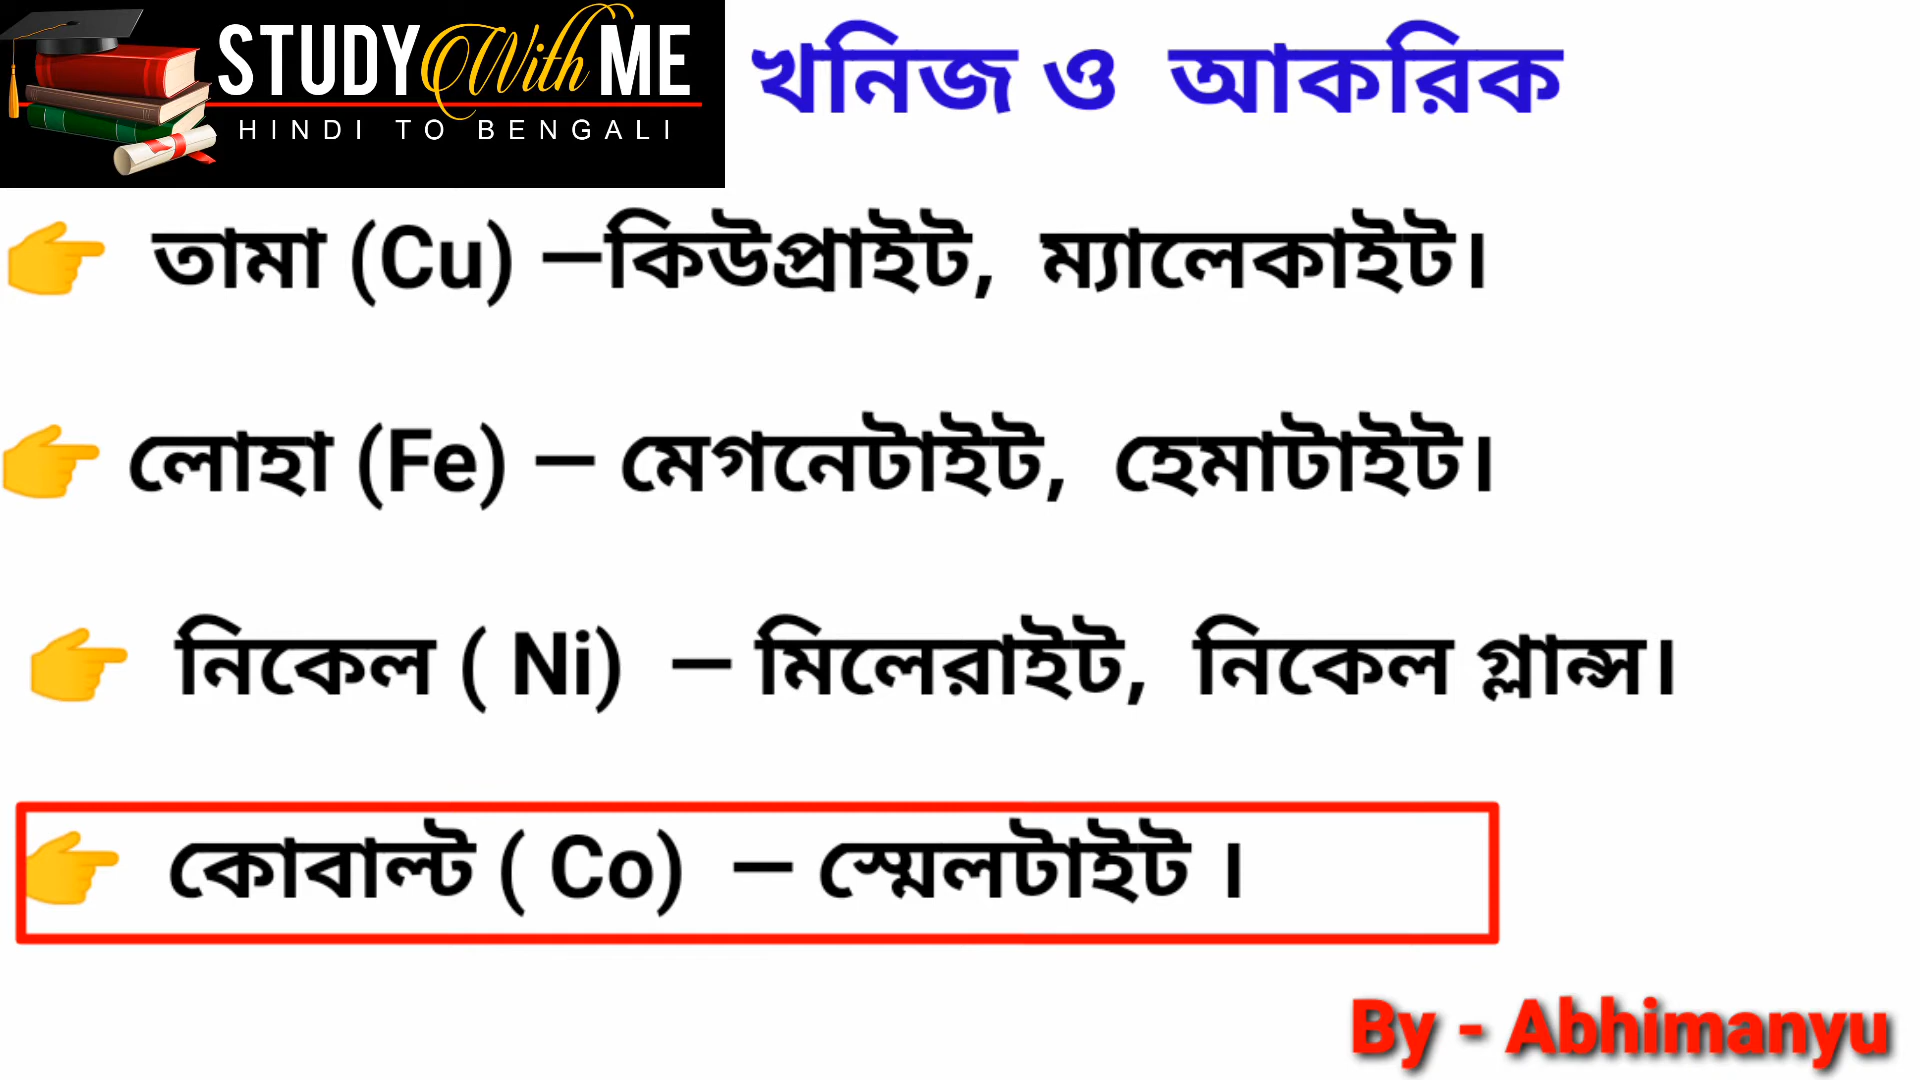 STUDY With ME
HINDI TO BENGALI
খনিজ ও আকরিক
👉 তামা (Cu) —কিউপ্রাইট, ম্যালেকাইট।
👉 লোহা (Fe) — মেগনেটাইট, হেমাটাইট।
👉 নিকেল ( Ni) — মিলেরাইট, নিকেল গ্লান্স।
👉 কোবাল্ট ( Co) — স্মেলটাইট ।
By - Abhimanyu